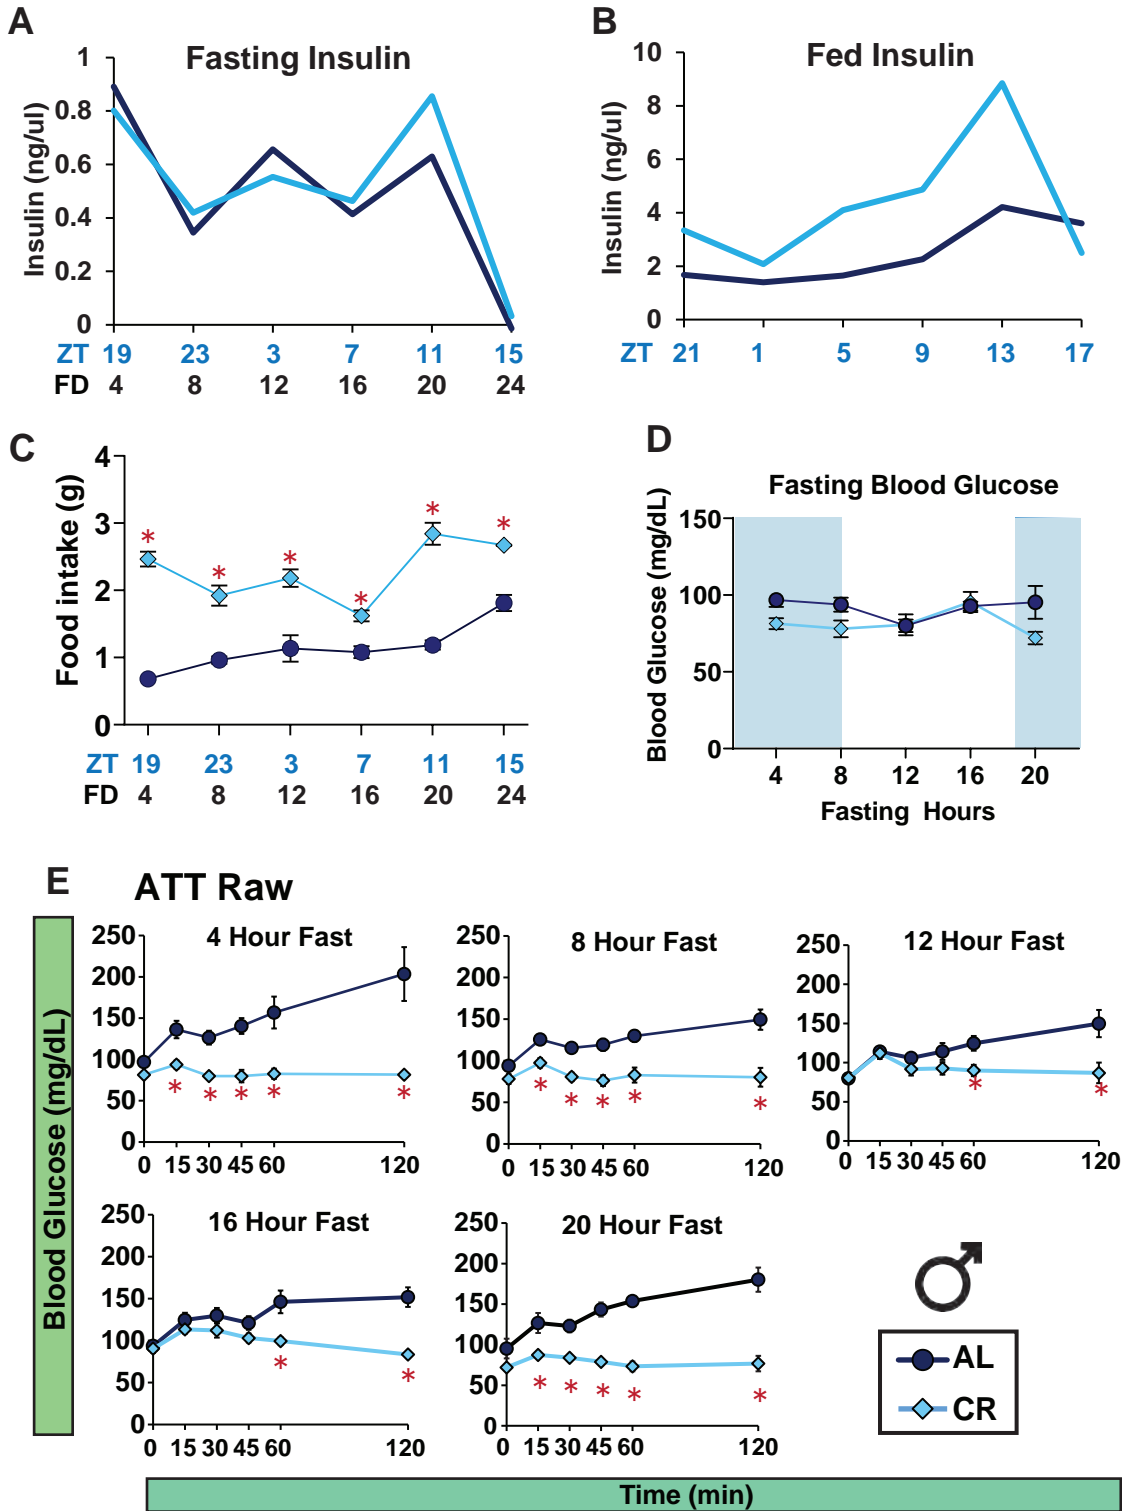 A
Fasting Insulin
Insulin (ng/ul)
1
0.8
0.6
0.4
0.2
0
ZT 19 23 3 7 11 15
FD 4 8 12 16 20 24
B
Fed Insulin
Insulin (ng/ul)
10
8
6
4
2
0
ZT 21 1 5 9 13 17
C
Food intake (g)
4
3
2
1
0
* * * * * *
ZT 19 23 3 7 11 15
FD 4 8 12 16 20 24
D
Fasting Blood Glucose
Blood Glucose (mg/dL)
150
100
50
0
4 8 12 16 20
Fasting Hours
E
ATT Raw
Blood Glucose (mg/dL)
4 Hour Fast
250
200
150
100
50
0
* * * * *
0 15 30 45 60 120
8 Hour Fast
250
200
150
100
50
0
* * * * *
0 15 30 45 60 120
12 Hour Fast
250
200
150
100
50
0
* *
0 15 30 45 60 120
16 Hour Fast
250
200
150
100
50
0
* *
0 15 30 45 60 120
20 Hour Fast
250
200
150
100
50
0
* * * * *
0 15 30 45 60 120
♂
AL
CR
Time (min)